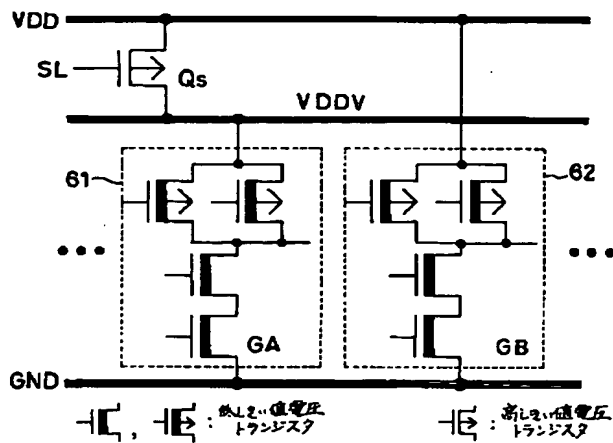 VDD
SL
Qs
VDDV
61
62
GA
GB
GND
,
:低しきい値電圧
トランジスタ
:高しきい値電圧
トランジスタ